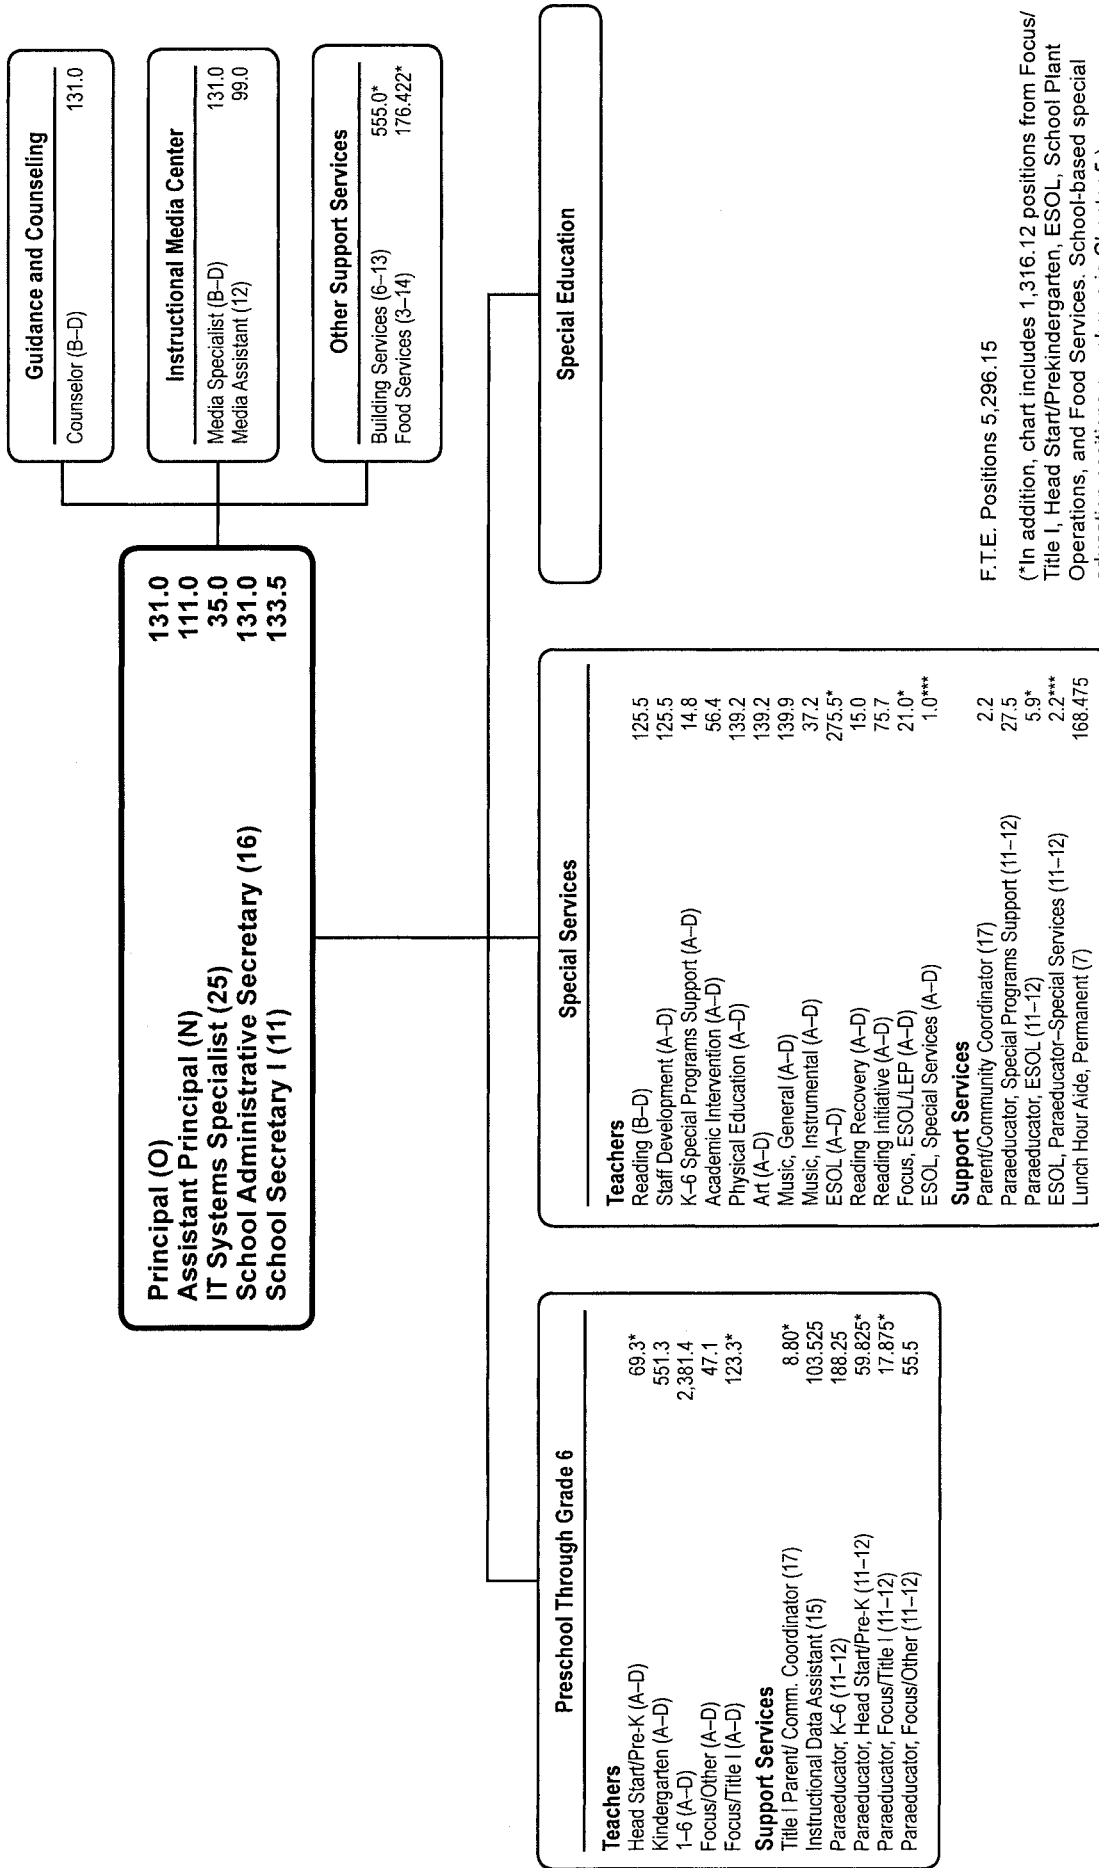 Principal (O) 131.0
Assistant Principal (N) 111.0
IT Systems Specialist (25) 35.0
School Administrative Secretary (16) 131.0
School Secretary I (11) 133.5
Guidance and Counseling
Counselor (B–D) 131.0
Instructional Media Center
Media Specialist (B–D) 131.0
Media Assistant (12) 99.0
Other Support Services
Building Services (6–13) 555.0*
Food Services (3–14) 176.422*
Preschool Through Grade 6
Teachers
Head Start/Pre-K (A–D) 69.3*
Kindergarten (A–D) 551.3
1–6 (A–D) 2,381.4
Focus/Other (A–D) 47.1
Focus/Title I (A–D) 123.3*
Support Services
Title I Parent/ Comm. Coordinator (17) 8.80*
Instructional Data Assistant (15) 103.525
Paraeducator, K–6 (11–12) 188.25
Paraeducator, Head Start/Pre-K (11–12) 59.825*
Paraeducator, Focus/Title I (11–12) 17.875*
Paraeducator, Focus/Other (11–12) 55.5
Special Services
Teachers
Reading (B–D) 125.5
Staff Development (A–D) 125.5
K–6 Special Programs Support (A–D) 14.8
Academic Intervention (A–D) 56.4
Physical Education (A–D) 139.2
Art (A–D) 139.2
Music, General (A–D) 139.9
Music, Instrumental (A–D) 37.2
ESOL (A–D) 275.5*
Reading Recovery (A–D) 15.0
Reading Initiative (A–D) 75.7
Focus, ESOL/LEP (A–D) 21.0*
ESOL, Special Services (A–D) 1.0***
Support Services
Parent/Community Coordinator (17) 2.2
Paraeducator, Special Programs Support (11–12) 27.5
Paraeducator, ESOL (11–12) 5.9*
ESOL, Paraeducator–Special Services (11–12) 2.2***
Lunch Hour Aide, Permanent (7) 168.475
Special Education
F.T.E. Positions 5,296.15
(*In addition, chart includes 1,316.12 positions from Focus/
Title I, Head Start/Prekindergarten, ESOL, School Plant
Operations, and Food Services. School-based special